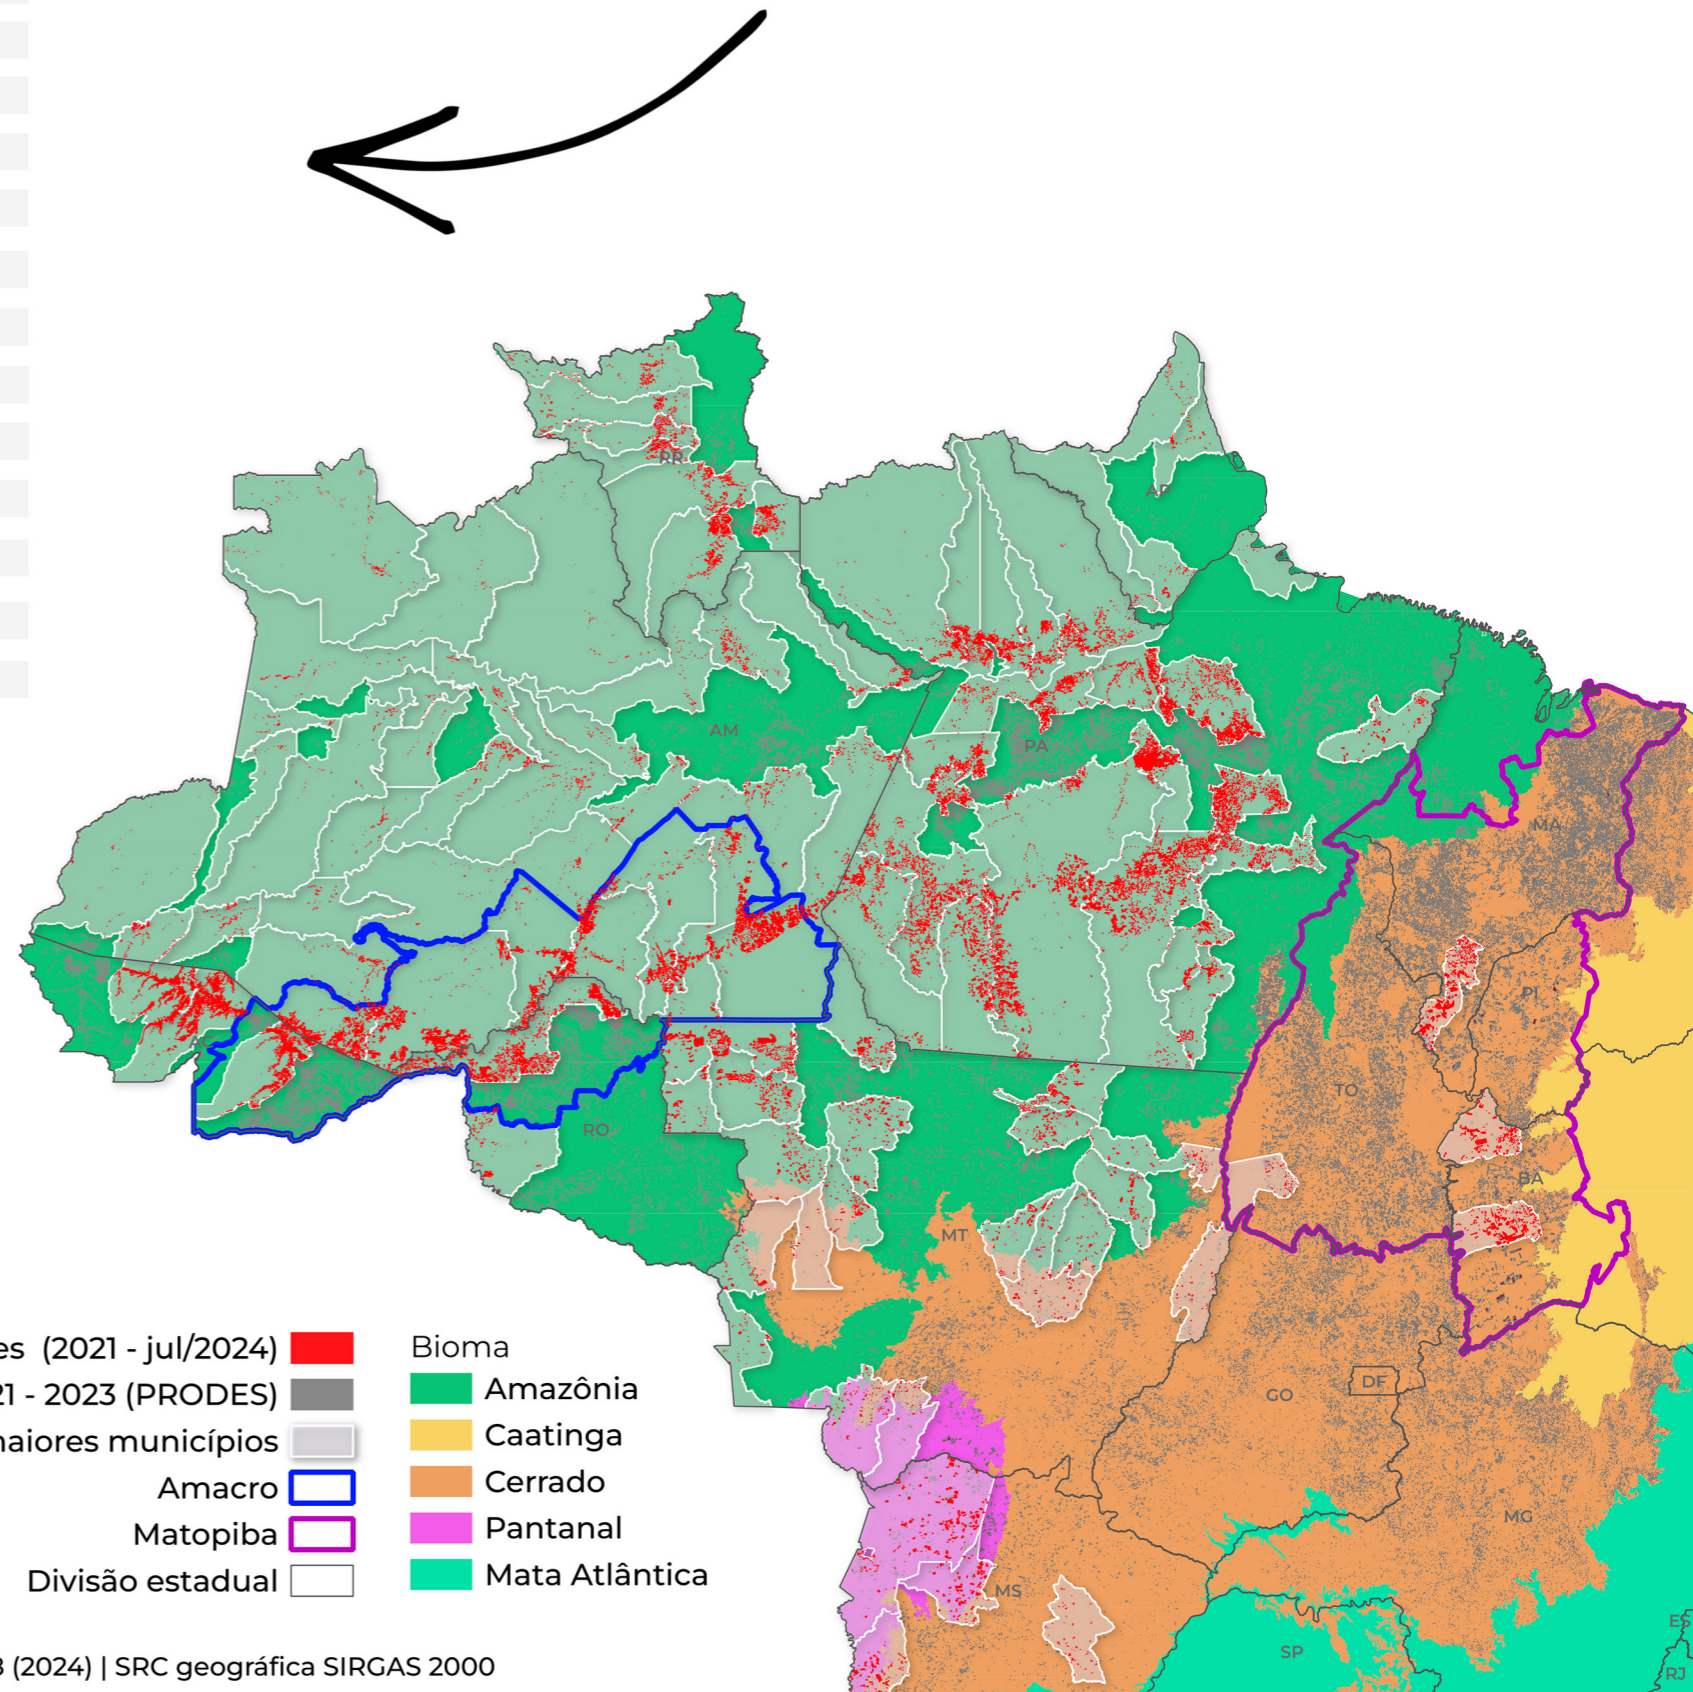 RR
AP
AM
PA
MA
PI
TO
RO
BA
MT
GO
DF
MG
MS
SP
ES
RJ
es (2021 - jul/2024)
21 - 2023 (PRODES)
maiores municípios
Amacro
Matopiba
Divisão estadual
Bioma
Amazônia
Caatinga
Cerrado
Pantanal
Mata Atlântica
(2024) | SRC geográfica SIRGAS 2000